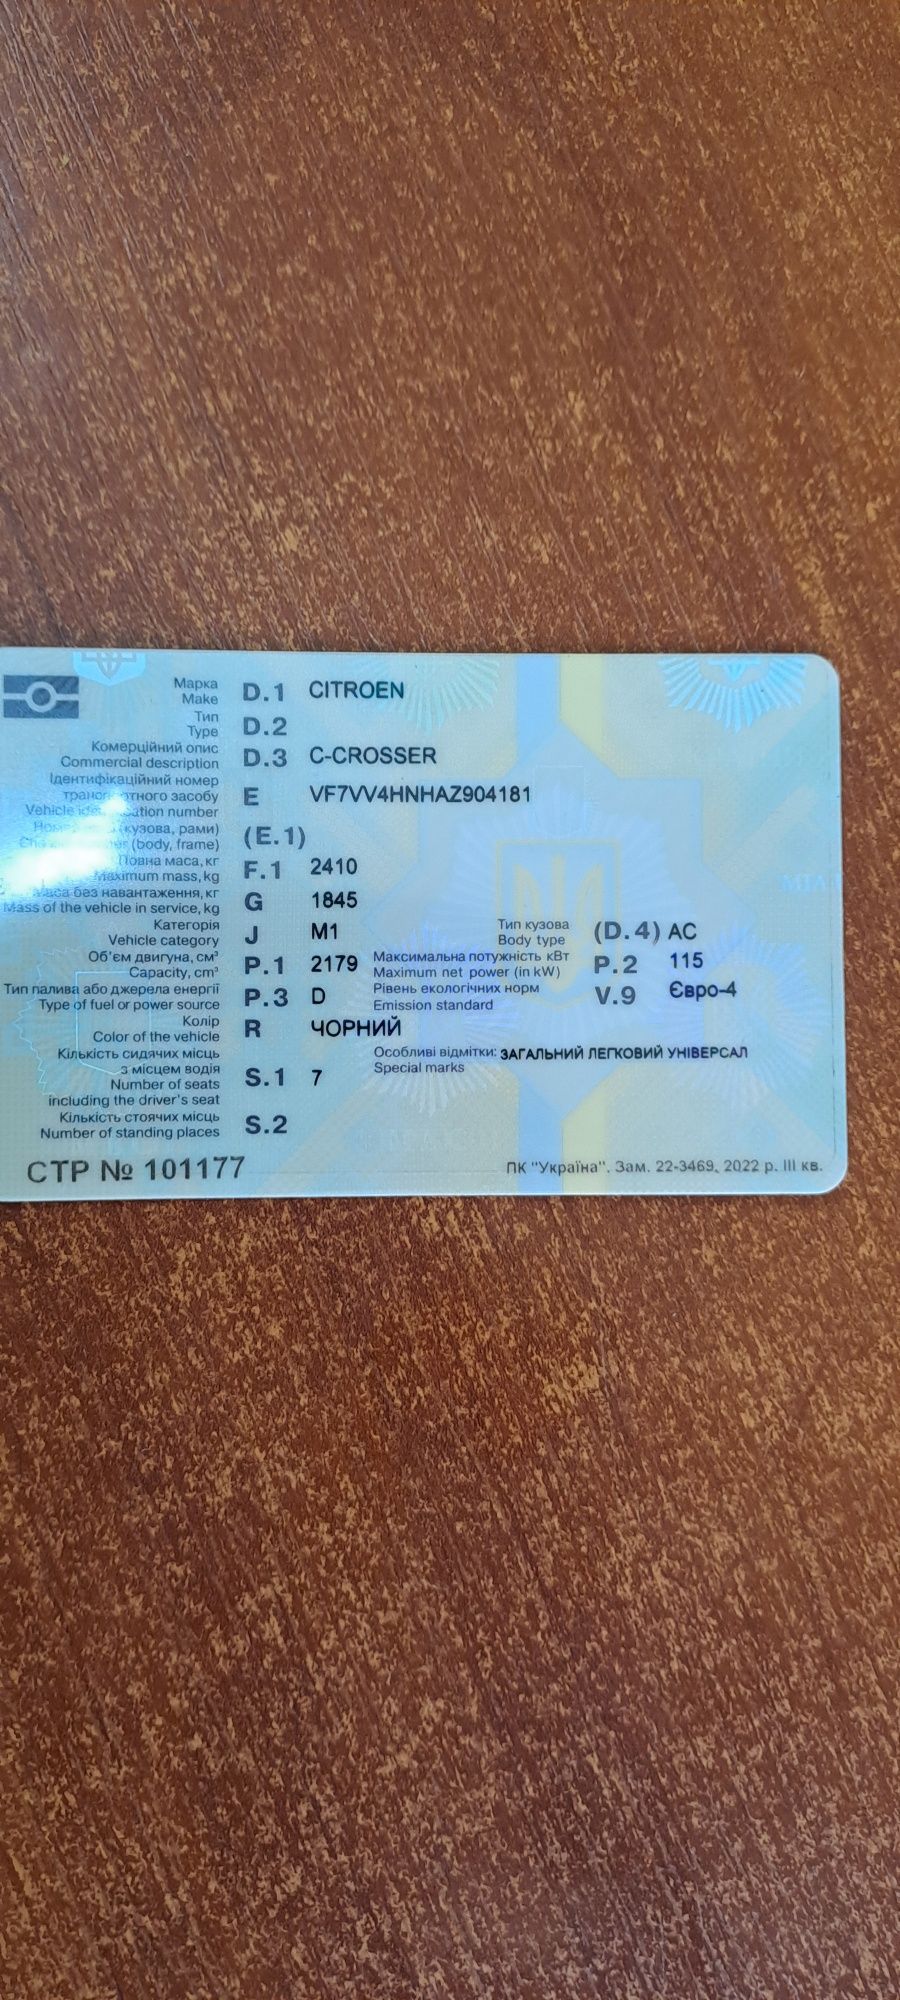 Марка
Make D.1 CITROEN
Тип
Type D.2
Комерційний опис
Commercial description D.3 C-CROSSER
Ідентифікаційний номер
транспортного засобу
Vehicle identification number E VF7VV4HNHAZ904181
(кузова, рами)
(body, frame) (E.1)
Повна маса, кг
Maximum mass, kg F.1 2410
Маса без навантаження, кг
Mass of the vehicle in service, kg G 1845
Категорія
Vehicle category J M1 Тип кузова
Body type (D.4) AC
Об'єм двигуна, см³
Capacity, cm³ P.1 2179 Максимальна потужність кВт
Maximum net power (in kW) P.2 115
Тип палива або джерела енергії
Type of fuel or power source P.3 D Рівень екологічних норм
Emission standard V.9 Євро-4
Колір
Color of the vehicle R ЧОРНИЙ
Кількість сидячих місць
з місцем водія
Number of seats
including the driver's seat S.1 7 Особливі відмітки: ЗАГАЛЬНИЙ ЛЕГКОВИЙ УНІВЕРСАЛ
Special marks
Кількість стоячих місць
Number of standing places S.2
СТР № 101177
ПК "Україна". Зам. 22-3469, 2022 р. III кв.